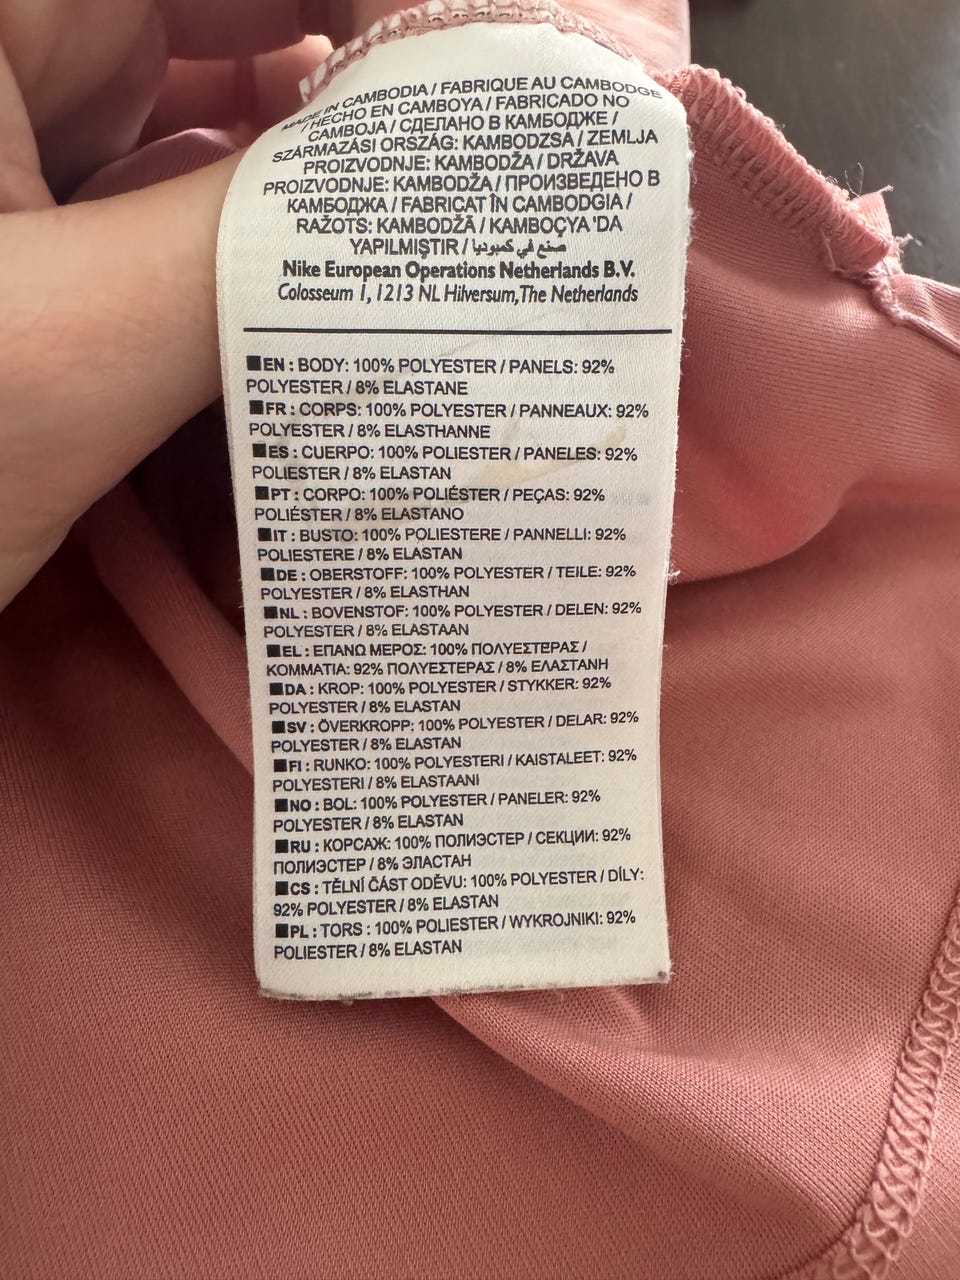 MADE IN CAMBODIA / FABRIQUE AU CAMBODGE
/ HECHO EN CAMBOYA / FABRICADO NO
CAMBOJA / СДЕЛАНО В КАМБОДЖЕ /
SZÁRMAZÁSI ORSZÁG: KAMBODZSA / ZEMLJA
PROIZVODNJE: KAMBODŽA / DRŽAVA
PROIZVODNJE: KAMBODŽA / ПРОИЗВЕДЕНО В
КАМБОДЖА / FABRICAT ÎN CAMBODGIA /
RAŽOTS: KAMBODŽĀ / KAMBOÇYA 'DA
YAPILMIŞTIR / صنع في كمبوديا
Nike European Operations Netherlands B.V.
Colosseum 1, 1213 NL Hilversum,The Netherlands
EN : BODY: 100% POLYESTER / PANELS: 92%
POLYESTER / 8% ELASTANE
FR : CORPS: 100% POLYESTER / PANNEAUX: 92%
POLYESTER / 8% ELASTHANNE
ES : CUERPO: 100% POLIESTER / PANELES: 92%
POLIESTER / 8% ELASTAN
PT : CORPO: 100% POLIÉSTER / PEÇAS: 92%
POLIÉSTER / 8% ELASTANO
IT : BUSTO: 100% POLIESTERE / PANNELLI: 92%
POLIESTERE / 8% ELASTAN
DE : OBERSTOFF: 100% POLYESTER / TEILE: 92%
POLYESTER / 8% ELASTHAN
NL : BOVENSTOF: 100% POLYESTER / DELEN: 92%
POLYESTER / 8% ELASTAAN
EL : ΕΠΑΝΩ ΜΕΡΟΣ: 100% ΠΟΛΥΕΣΤΕΡΑΣ /
ΚΟΜΜΑΤΙΑ: 92% ΠΟΛΥΕΣΤΕΡΑΣ / 8% ΕΛΑΣΤΑΝΗ
DA : KROP: 100% POLYESTER / STYKKER: 92%
POLYESTER / 8% ELASTAN
SV : ÖVERKROPP: 100% POLYESTER / DELAR: 92%
POLYESTER / 8% ELASTAN
FI : RUNKO: 100% POLYESTERI / KAISTALEET: 92%
POLYESTERI / 8% ELASTAANI
NO : BOL: 100% POLYESTER / PANELER: 92%
POLYESTER / 8% ELASTAN
RU : КОРСАЖ: 100% ПОЛИЭСТЕР / СЕКЦИИ: 92%
ПОЛИЭСТЕР / 8% ЭЛАСТАН
CS : TĚLNÍ ČÁST ODĚVU: 100% POLYESTER / DÍLY:
92% POLYESTER / 8% ELASTAN
PL : TORS : 100% POLIESTER / WYKROJNIKI: 92%
POLIESTER / 8% ELASTAN